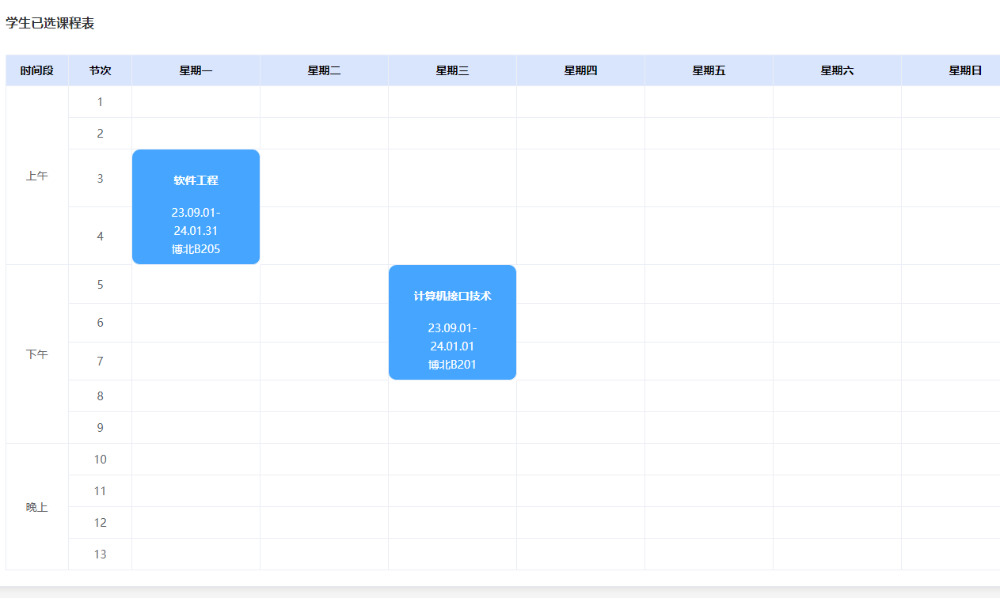 学生已选课程表
时间段 节次 星期一 星期二 星期三 星期四 星期五 星期六 星期日
上午
1
2
3
4
软件工程
23.09.01-
24.01.31
博北B205
下午
5
6
7
8
9
计算机接口技术
23.09.01-
24.01.01
博北B201
晚上
10
11
12
13